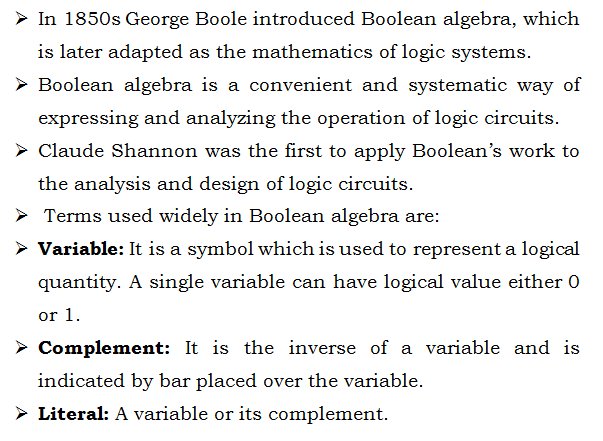 ➤ In 1850s George Boole introduced Boolean algebra, which
is later adapted as the mathematics of logic systems.
➤ Boolean algebra is a convenient and systematic way of
expressing and analyzing the operation of logic circuits.
➤ Claude Shannon was the first to apply Boolean’s work to
the analysis and design of logic circuits.
➤ Terms used widely in Boolean algebra are:
➤ Variable: It is a symbol which is used to represent a logical
quantity. A single variable can have logical value either 0
or 1.
➤ Complement: It is the inverse of a variable and is
indicated by bar placed over the variable.
➤ Literal: A variable or its complement.